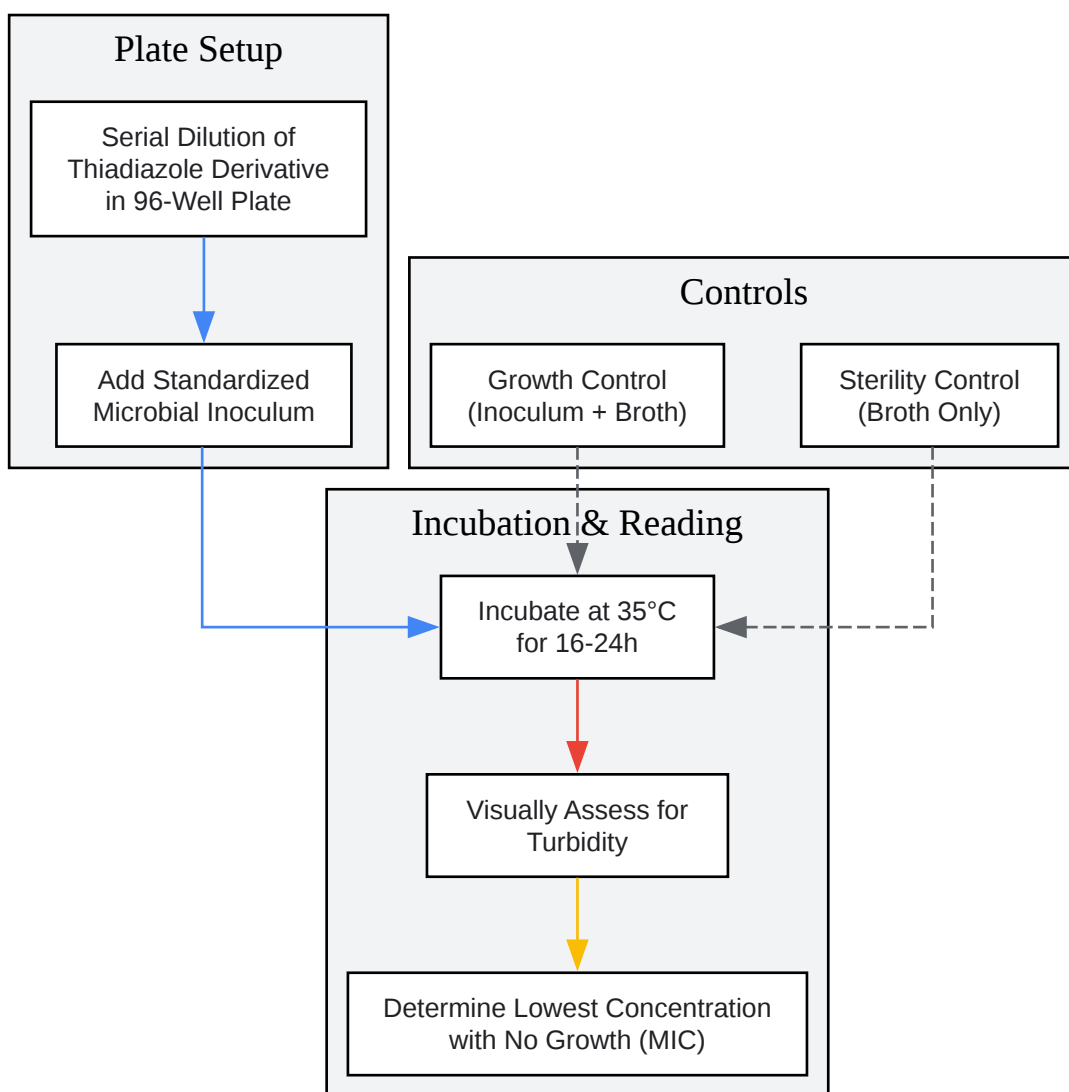 Plate Setup
Serial Dilution of
Thiadiazole Derivative
in 96-Well Plate
Add Standardized
Microbial Inoculum
Controls
Growth Control
(Inoculum + Broth)
Sterility Control
(Broth Only)
Incubation & Reading
Incubate at 35°C
for 16-24h
Visually Assess for
Turbidity
Determine Lowest Concentration
with No Growth (MIC)